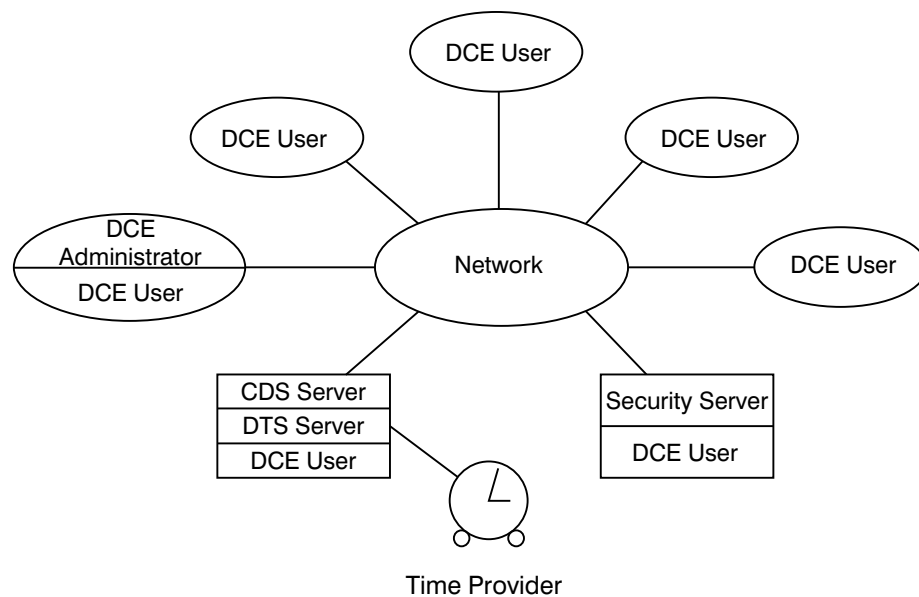 DCE User
DCE User
DCE User
DCE
Administrator
DCE User
Network
DCE User
CDS Server
DTS Server
DCE User
Security Server
DCE User
Time Provider